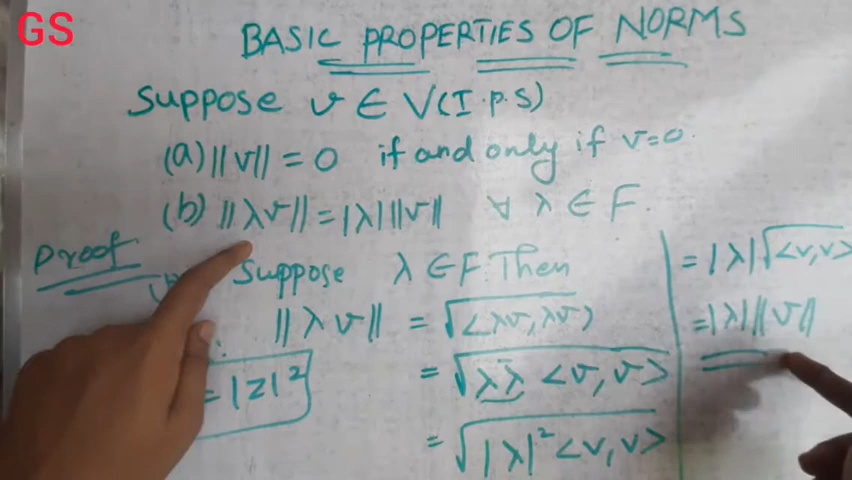 GS
BASIC PROPERTIES OF NORMS
Suppose v ∈ V(I.P.S)
(a) ||v|| = 0 if and only if v=0.
(b) ||λv|| = |λ| ||v|| ∀ λ ∈ F.
Proof
Suppose λ ∈ F. Then
||λv|| = √<λv, λv>
= √λλ̄ <v, v>
= √|λ|² <v, v>
= |z|²
= |λ| √<v, v>
= |λ| ||v||